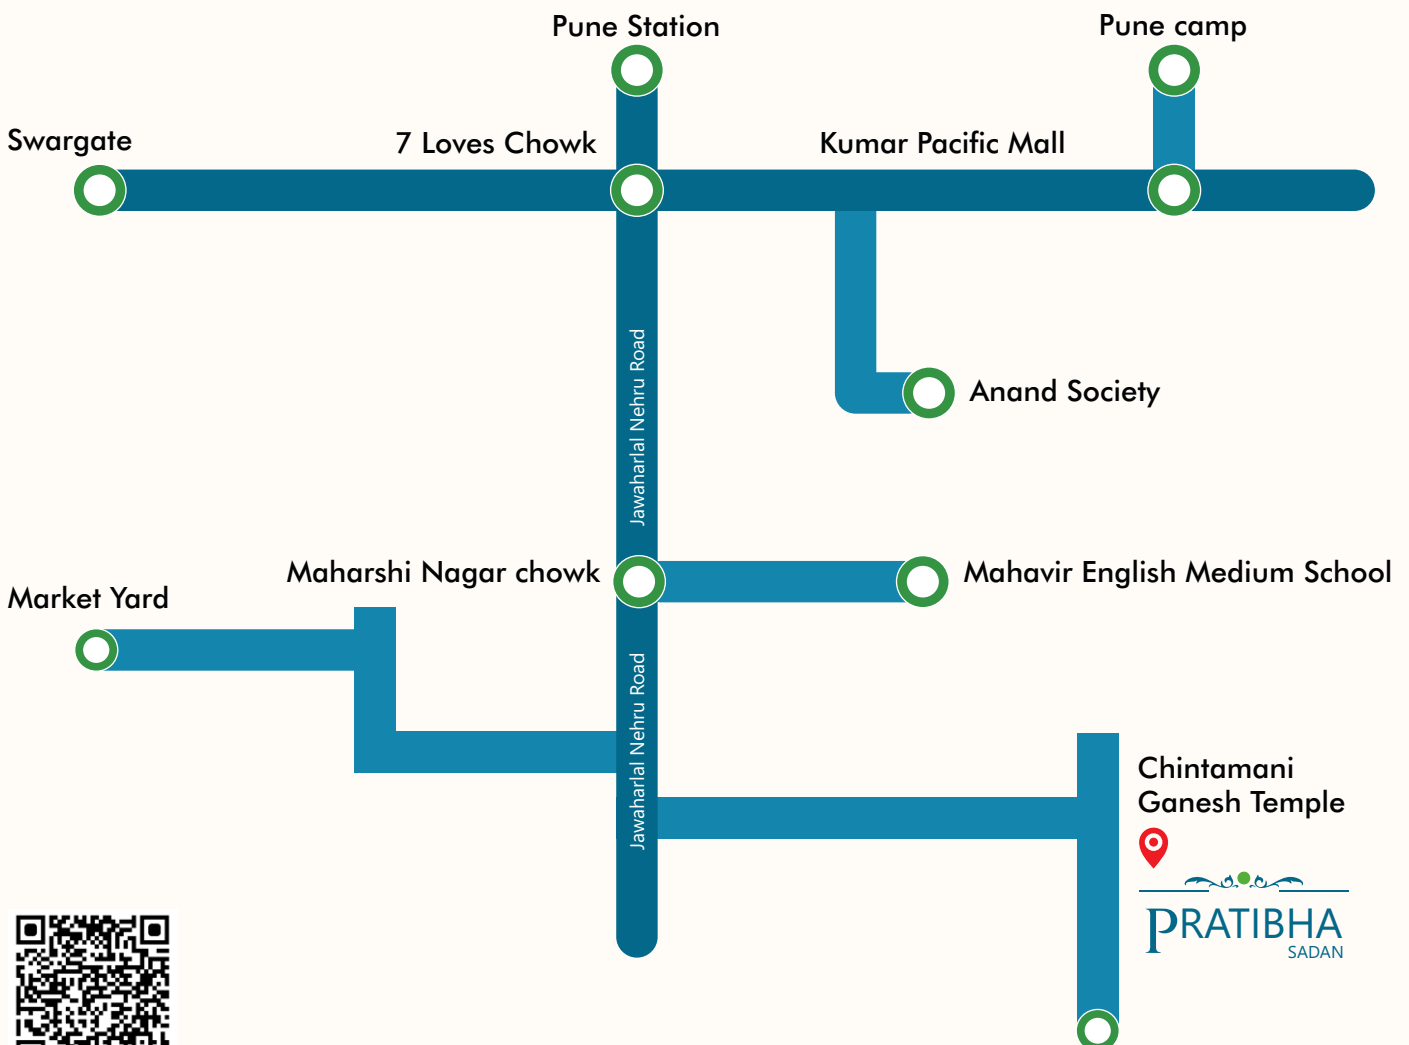 Pune Station
Pune camp
Swargate
7 Loves Chowk
Kumar Pacific Mall
Jawaharlal Nehru Road
Anand Society
Maharshi Nagar chowk
Mahavir English Medium School
Market Yard
Jawaharlal Nehru Road
Chintamani
Ganesh Temple
PRATIBHA
SADAN